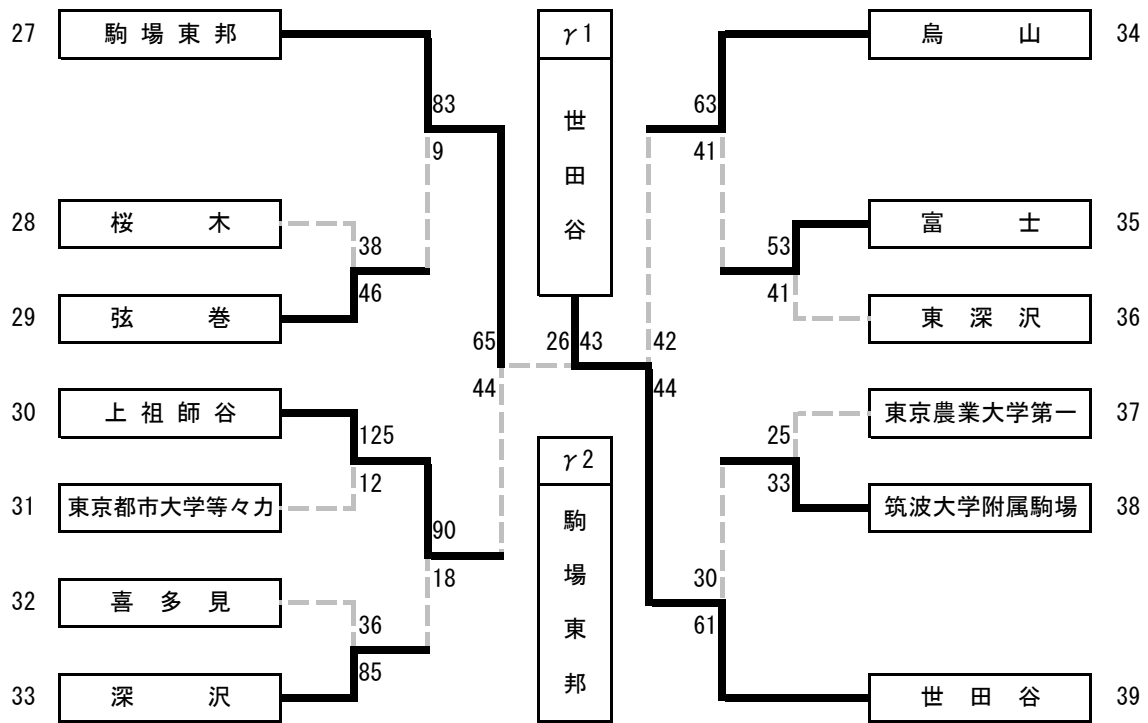 27 駒場東邦
83
9
28 桜木
38
46
29 弦巻
65
44
30 上祖師谷
125
12
31 東京都市大学等々力
90
18
32 喜多見
36
85
33 深沢
γ1
世田谷
26 43
γ2
駒場東邦
烏山 34
63
41
富士 35
53
41
東深沢 36
42
44
東京農業大学第一 37
25
33
筑波大学附属駒場 38
30
61
世田谷 39